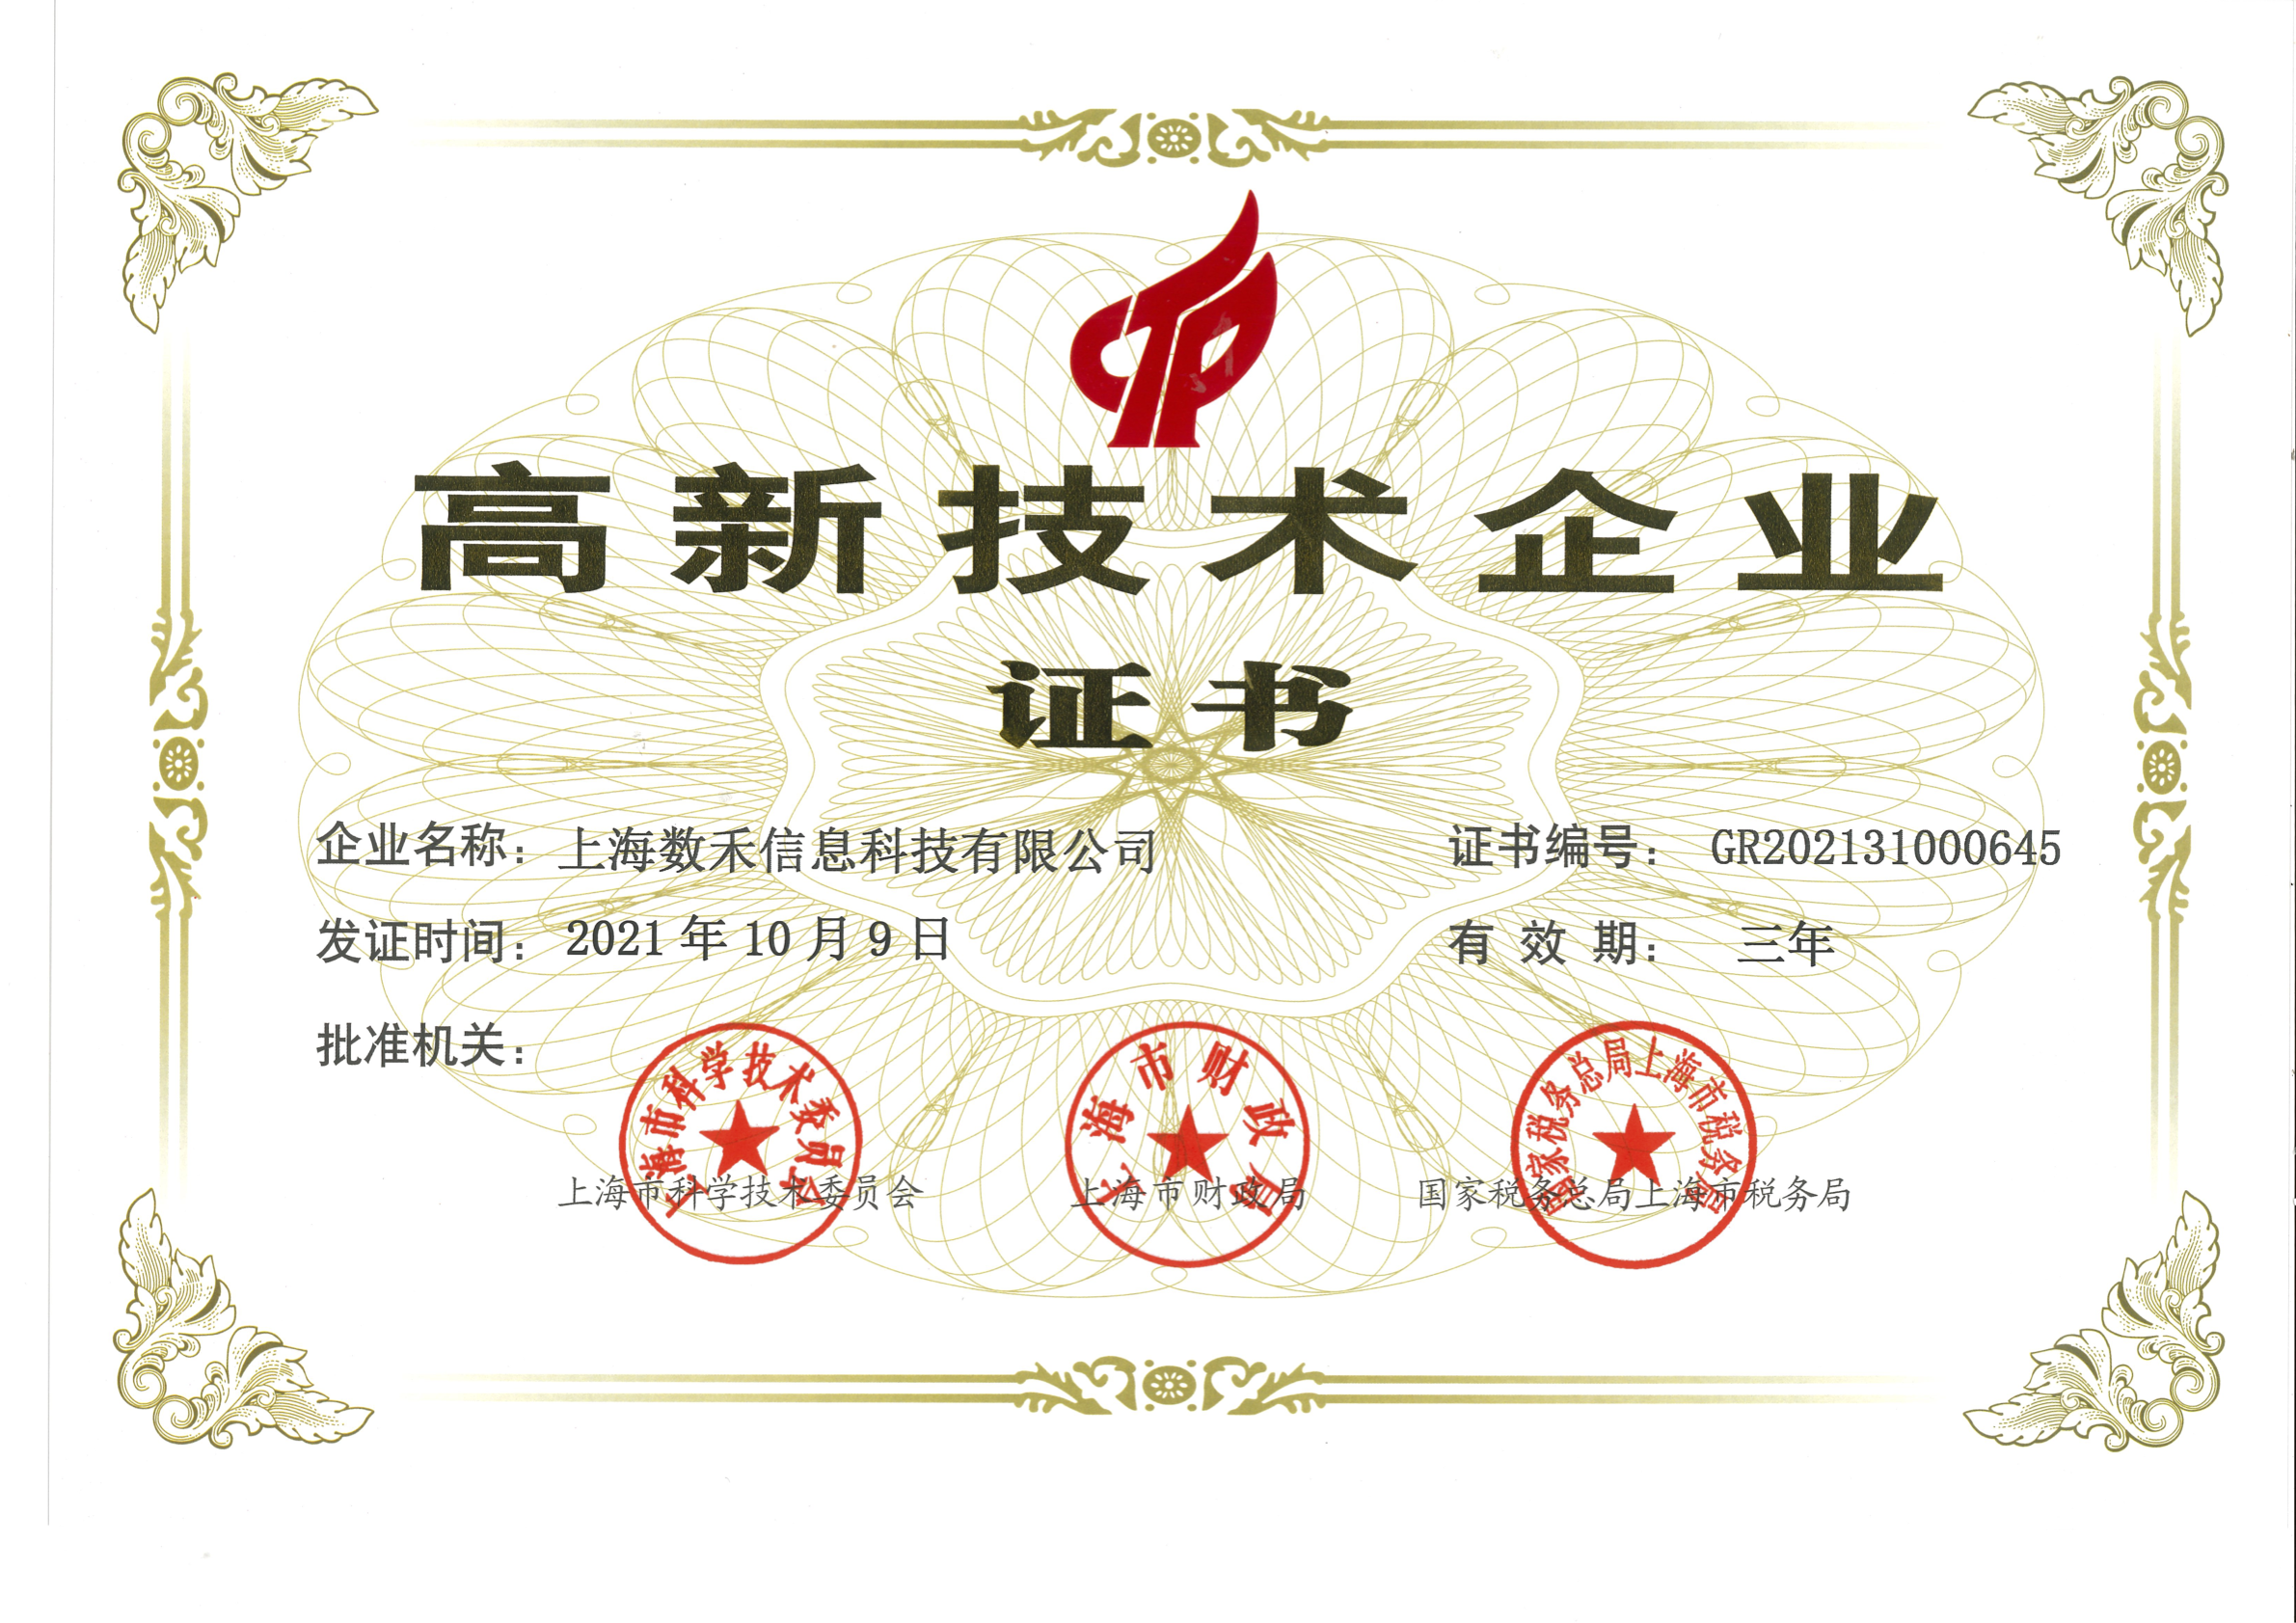 高新技术企业
证书
企业名称：上海数禾信息科技有限公司
证书编号：GR202131000645
发证时间：2021年10月9日
有效期：三年
批准机关：
上海市科学技术委员会
上海市科学技术委员会
上海市财政局
上海市财政局
国家税务总局上海市税务局
国家税务总局上海市税务局